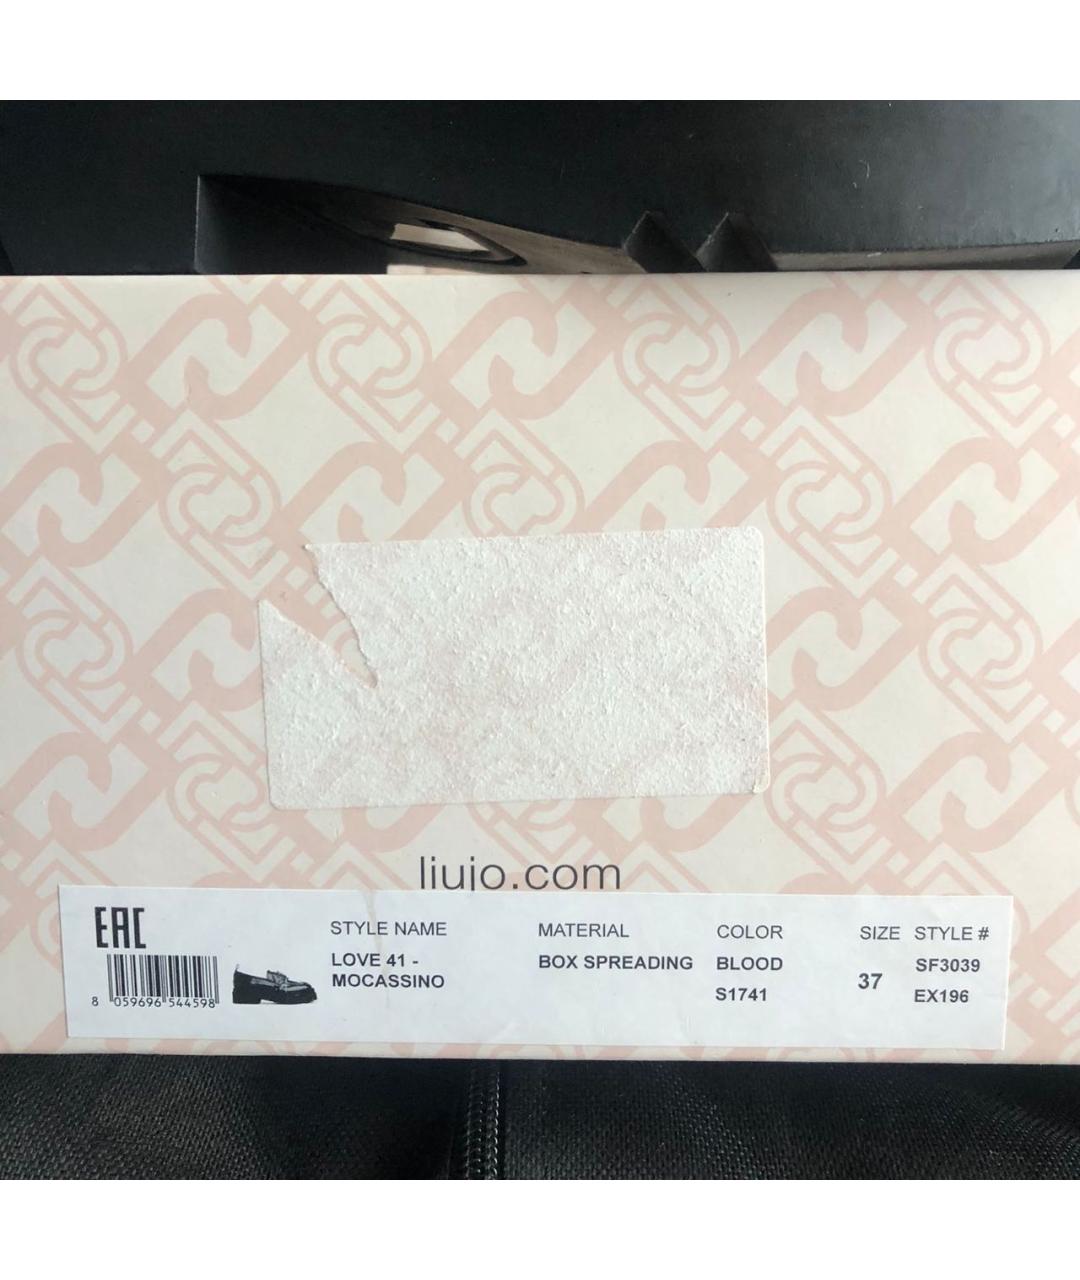 liujo.com
EAC
STYLE NAME
MATERIAL
COLOR
SIZE
STYLE #
LOVE 41 -
MOCASSINO
BOX SPREADING
BLOOD
S1741
37
SF3039
EX196
8 059696 544598